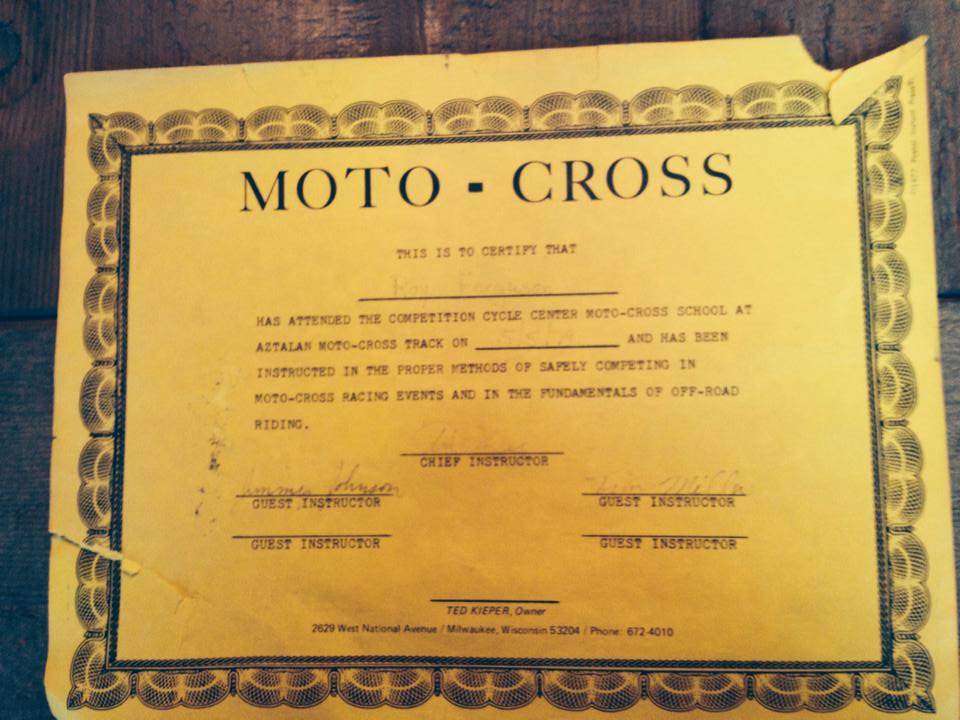 MOTO - CROSS
THIS IS TO CERTIFY THAT
Ray Ferguson
HAS ATTENDED THE COMPETITION CYCLE CENTER MOTO-CROSS SCHOOL AT
AZTALAN MOTO-CROSS TRACK ON AND HAS BEEN
INSTRUCTED IN THE PROPER METHODS OF SAFELY COMPETING IN
MOTO-CROSS RACING EVENTS AND IN THE FUNDAMENTALS OF OFF-ROAD
RIDING.
CHIEF INSTRUCTOR
Johnson
GUEST INSTRUCTOR GUEST INSTRUCTOR
GUEST INSTRUCTOR GUEST INSTRUCTOR
TED KIEPER, Owner
2629 West National Avenue / Milwaukee, Wisconsin 53204 / Phone: 672-4010